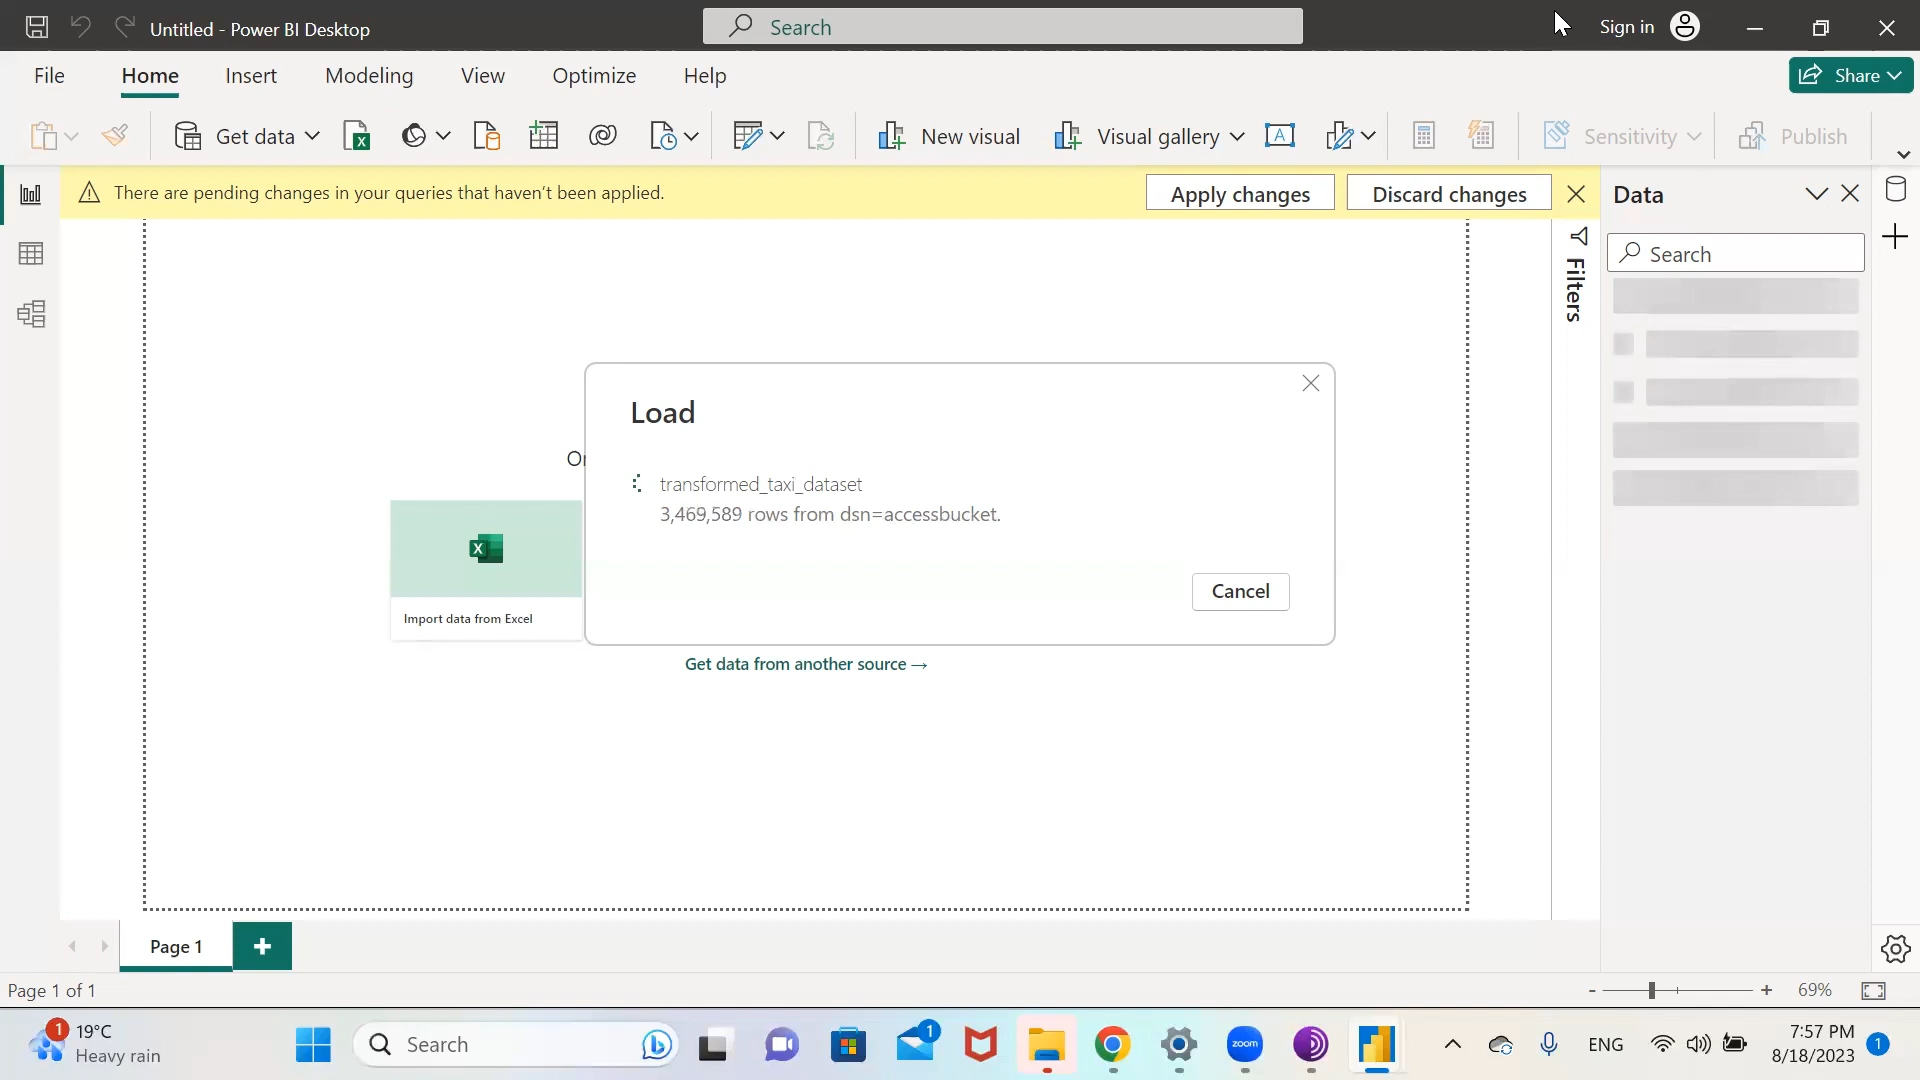 Untitled - Power BI Desktop
Search
Sign in
File Home Insert Modeling View Optimize Help
Share
Get data
New visual
Visual gallery
Sensitivity
Publish
There are pending changes in your queries that haven't been applied.
Apply changes
Discard changes
Data
Search
Filters
Load
transformed_taxi_dataset
3,469,589 rows from dsn=accessbucket.
Cancel
Import data from Excel
Get data from another source →
Page 1
Page 1 of 1
69%
1
19°C
Heavy rain
Search
1
zoom
ENG
7:57 PM
8/18/2023
1